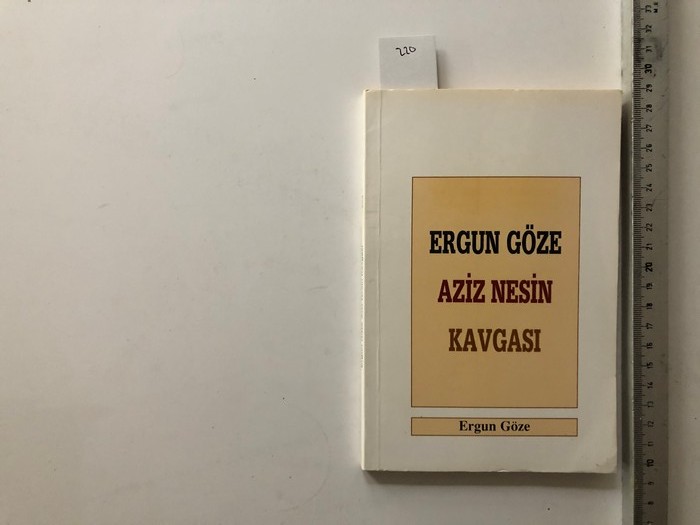 220
ERGUN GÖZE
AZİZ NESİN
KAVGASI
Ergun Göze